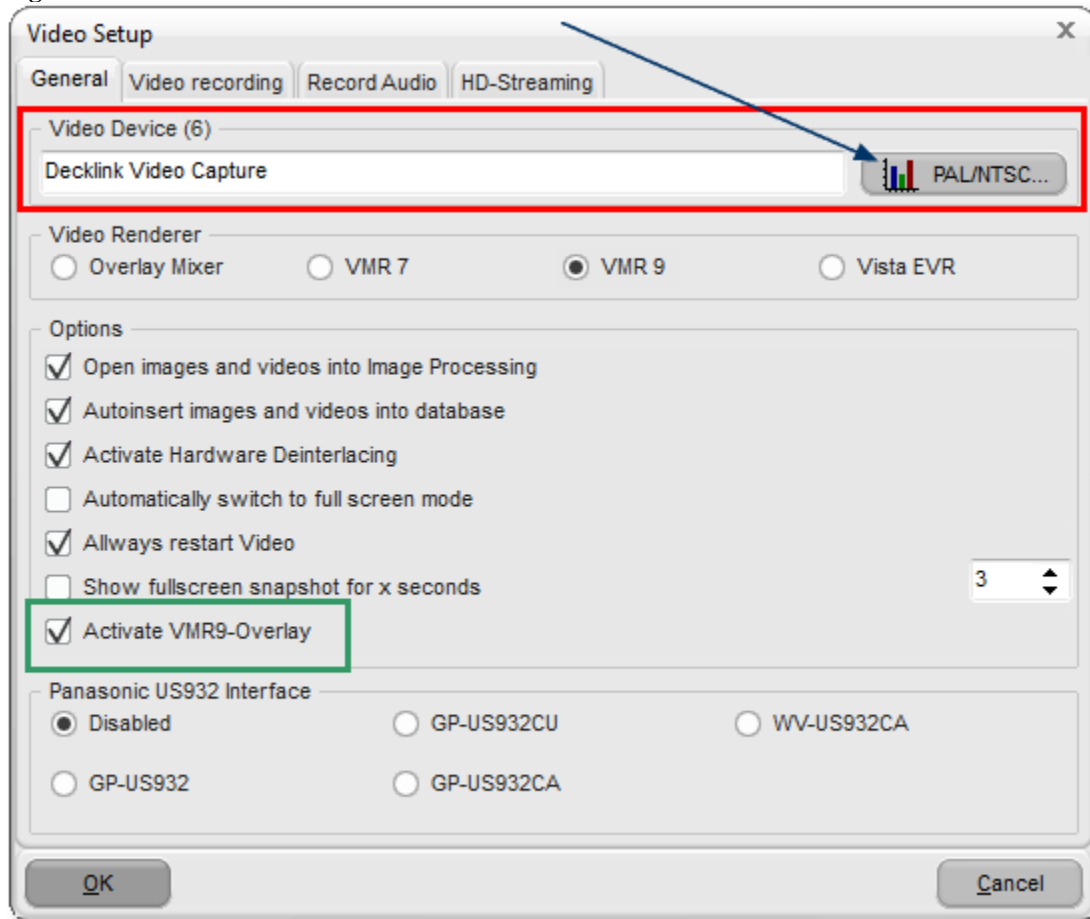 Video Setup x
General Video recording Record Audio HD-Streaming
Video Device (6)
Decklink Video Capture PAL/NTSC...
Video Renderer
Overlay Mixer VMR 7 VMR 9 Vista EVR
Options
Open images and videos into Image Processing
Autoinsert images and videos into database
Activate Hardware Deinterlacing
Automatically switch to full screen mode
Allways restart Video
Show fullscreen snapshot for x seconds 3
Activate VMR9-Overlay
Panasonic US932 Interface
Disabled GP-US932CU WV-US932CA
GP-US932 GP-US932CA
OK Cancel